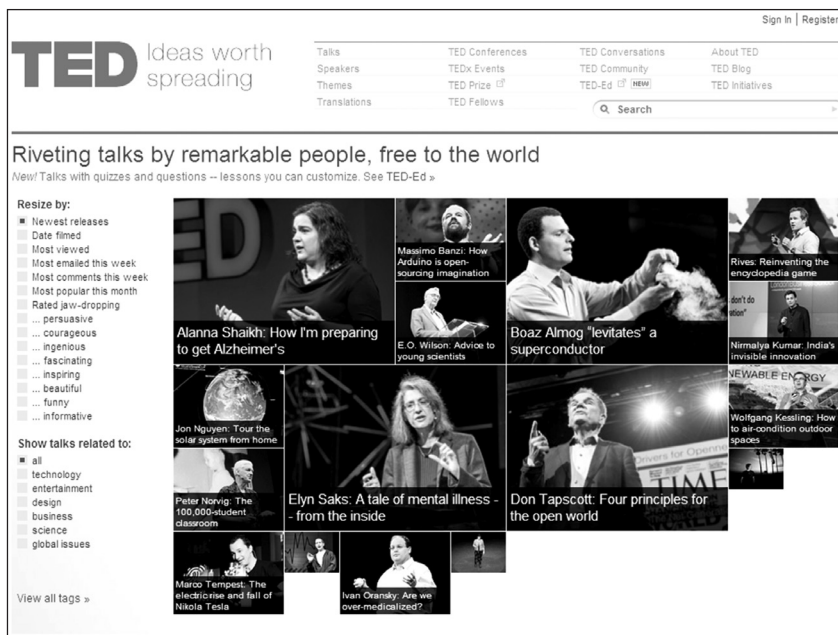 Sign In | Register
TED Ideas worth
spreading
Talks
Speakers
Themes
Translations
TED Conferences
TEDx Events
TED Prize
TED Fellows
TED Conversations
TED Community
TED-Ed NEW
About TED
TED Blog
TED Initiatives
Search
Riveting talks by remarkable people, free to the world
New! Talks with quizzes and questions -- lessons you can customize. See TED-Ed »
Resize by:
Newest releases
Date filmed
Most viewed
Most emailed this week
Most comments this week
Most popular this month
Rated jaw-dropping
... persuasive
... courageous
... ingenious
... fascinating
... inspiring
... beautiful
... funny
... informative
Show talks related to:
all
technology
entertainment
design
business
science
global issues
View all tags »
ED
Alanna Shaikh: How I'm preparing
to get Alzheimer's
Massimo Banzi: How
Arduino is open-
sourcing imagination
E.O. Wilson: Advice to
young scientists
Boaz Almog "levitates" a
superconductor
Rives: Reinventing the
encyclopedia game
don't do
Nirmalya Kumar: India's
invisible innovation
Jon Nguyen: Tour the
solar system from home
Peter Norvig: The
100,000-student
classroom
Elyn Saks: A tale of mental illness -
- from the inside
Drivers for Openne
TIME
Don Tapscott: Four principles for
the open world
NEWABLE ENERGY
Wolfgang Kessling: How
to air-condition outdoor
spaces
Marco Tempest: The
electric rise and fall of
Nikola Tesla
Ivan Oransky: Are we
over-medicalized?